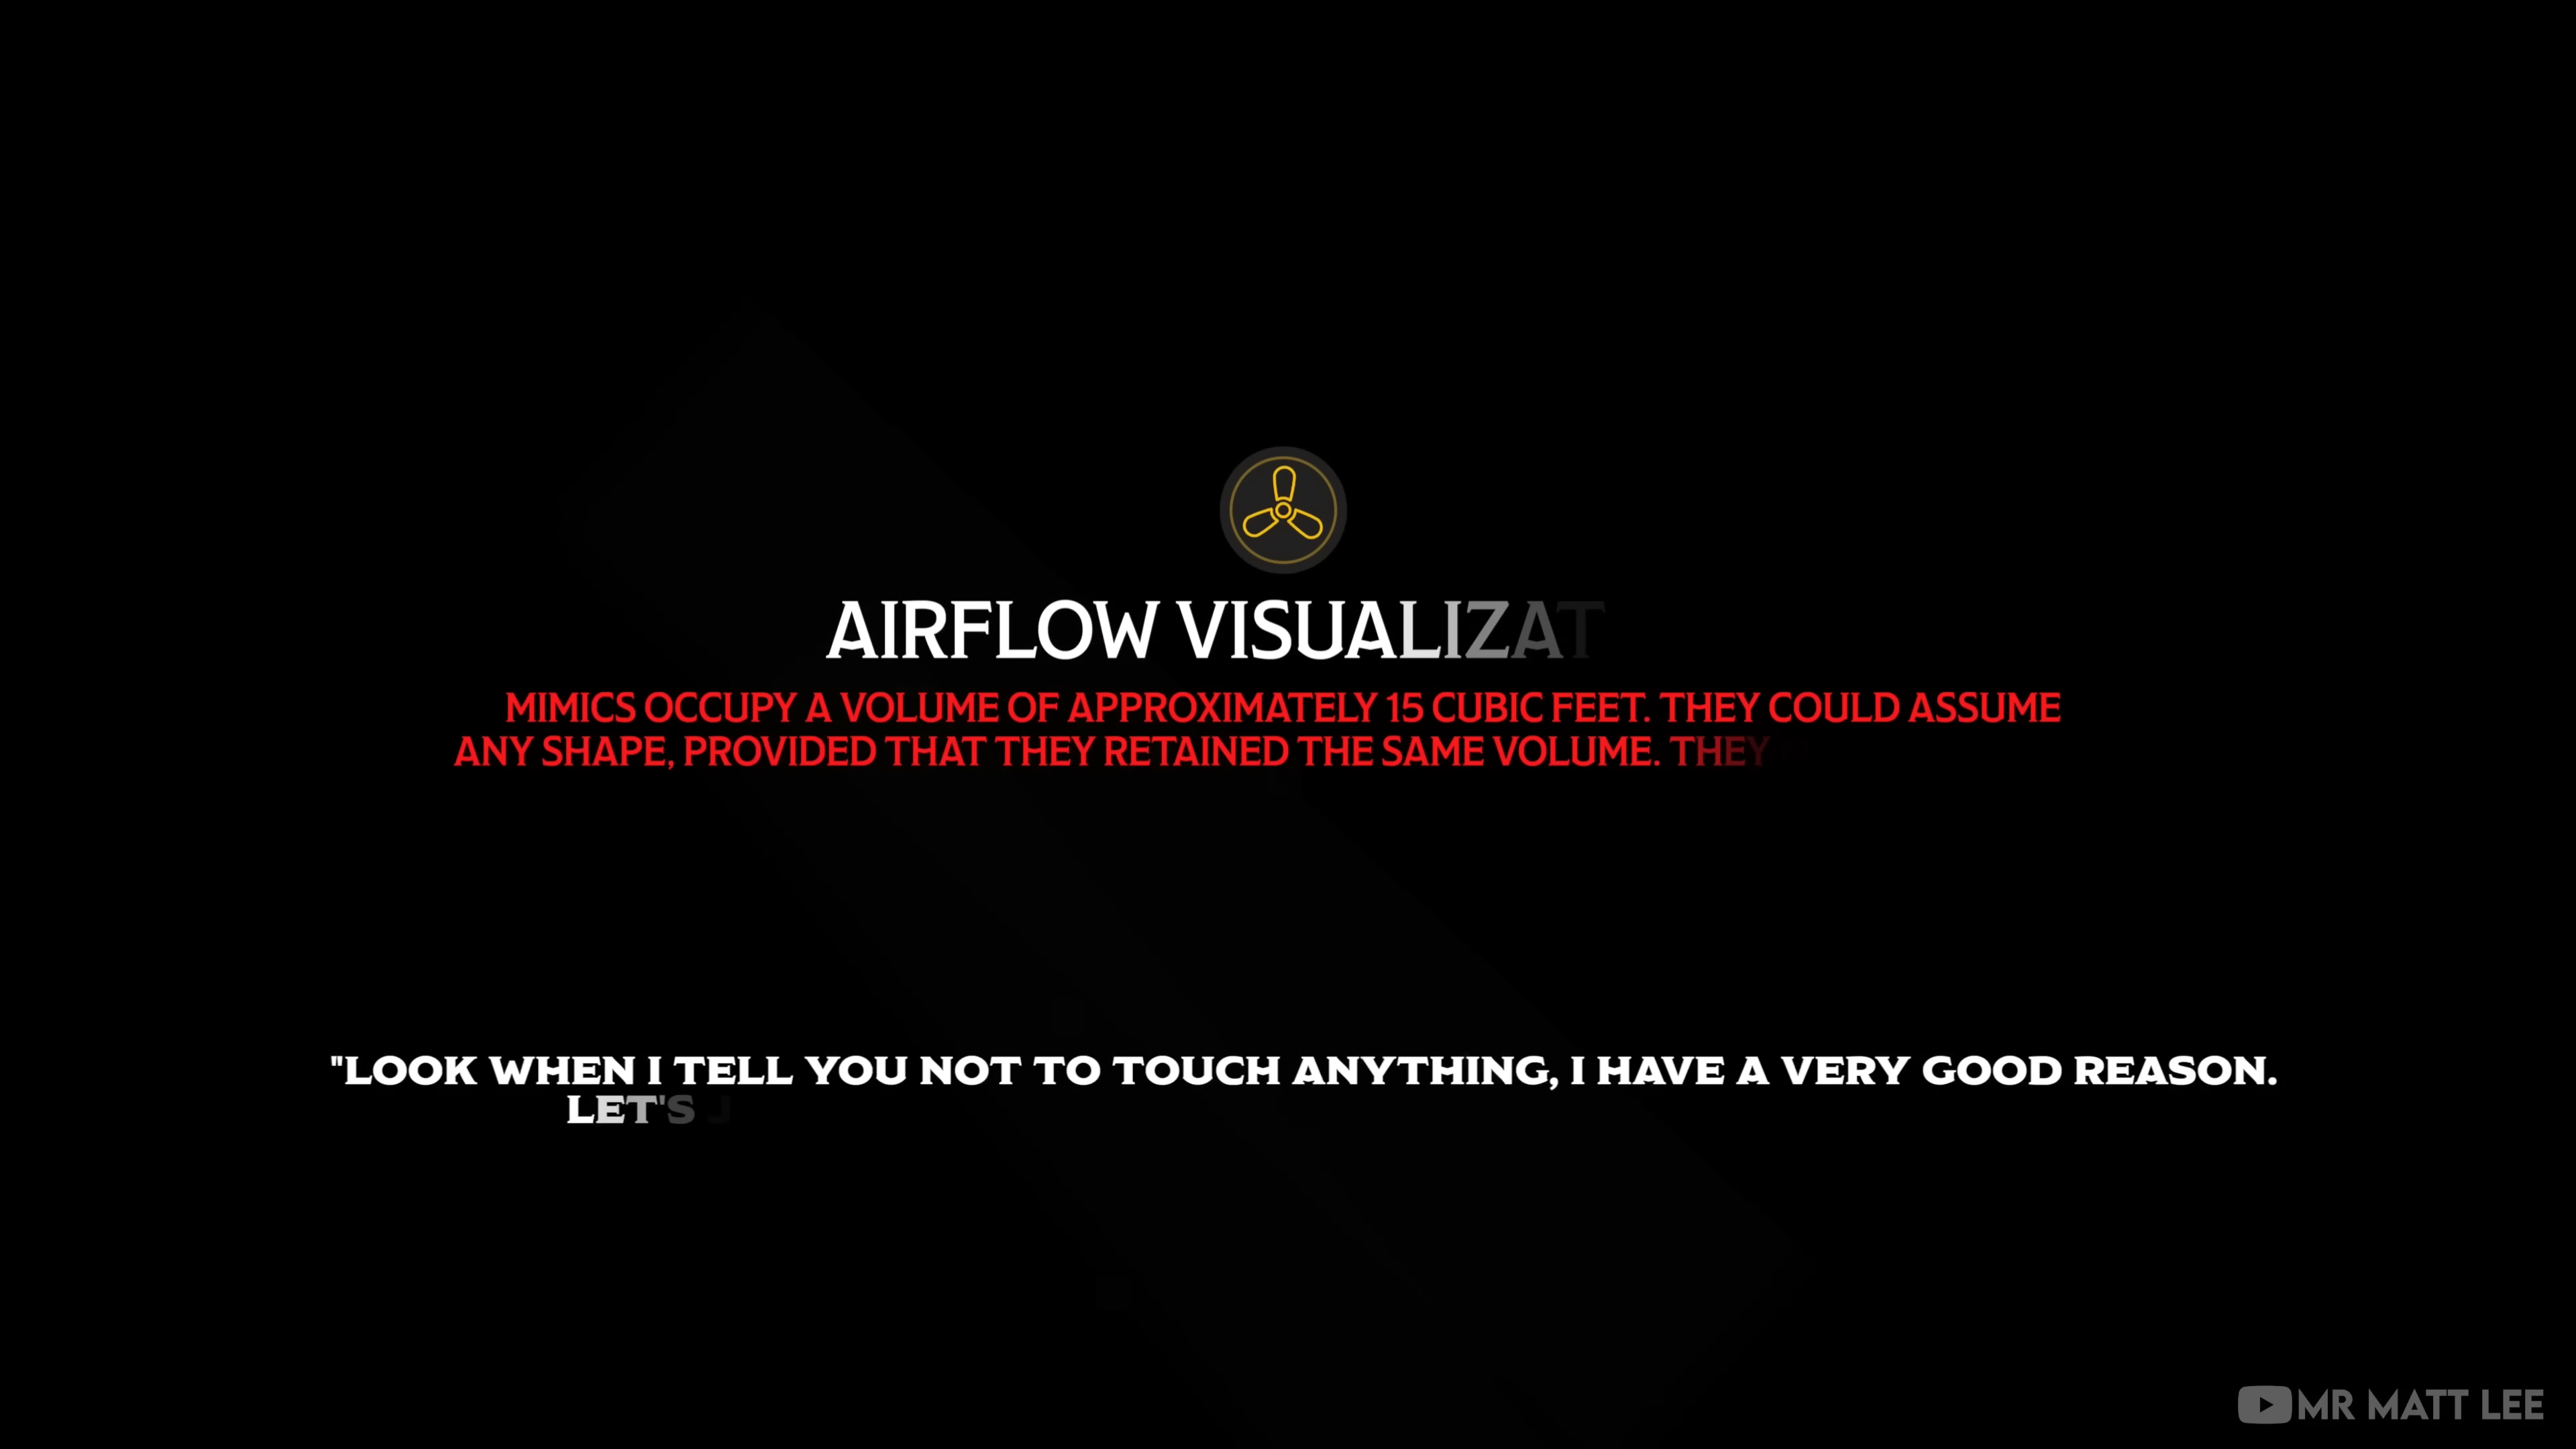 AIRFLOW VISUALIZAT
MIMICS OCCUPY A VOLUME OF APPROXIMATELY 15 CUBIC FEET. THEY COULD ASSUME
ANY SHAPE, PROVIDED THAT THEY RETAINED THE SAME VOLUME. THEY
"LOOK WHEN I TELL YOU NOT TO TOUCH ANYTHING, I HAVE A VERY GOOD REASON.
LET'S J
MR MATT LEE